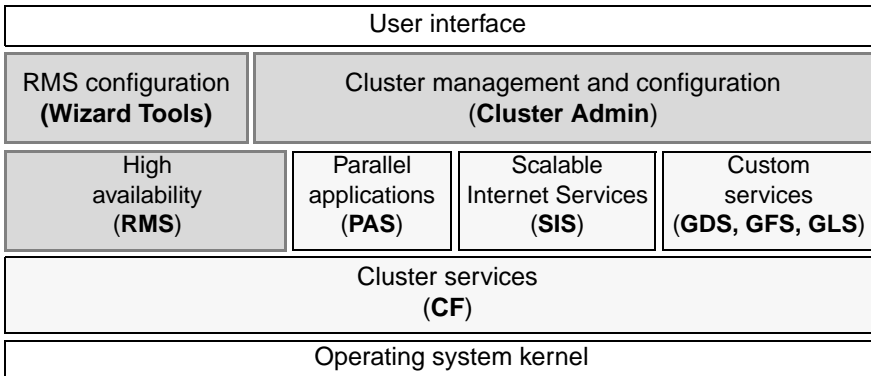 User interface
RMS configuration
(Wizard Tools)
Cluster management and configuration
(Cluster Admin)
High
availability
(RMS)
Parallel
applications
(PAS)
Scalable
Internet Services
(SIS)
Custom
services
(GDS, GFS, GLS)
Cluster services
(CF)
Operating system kernel